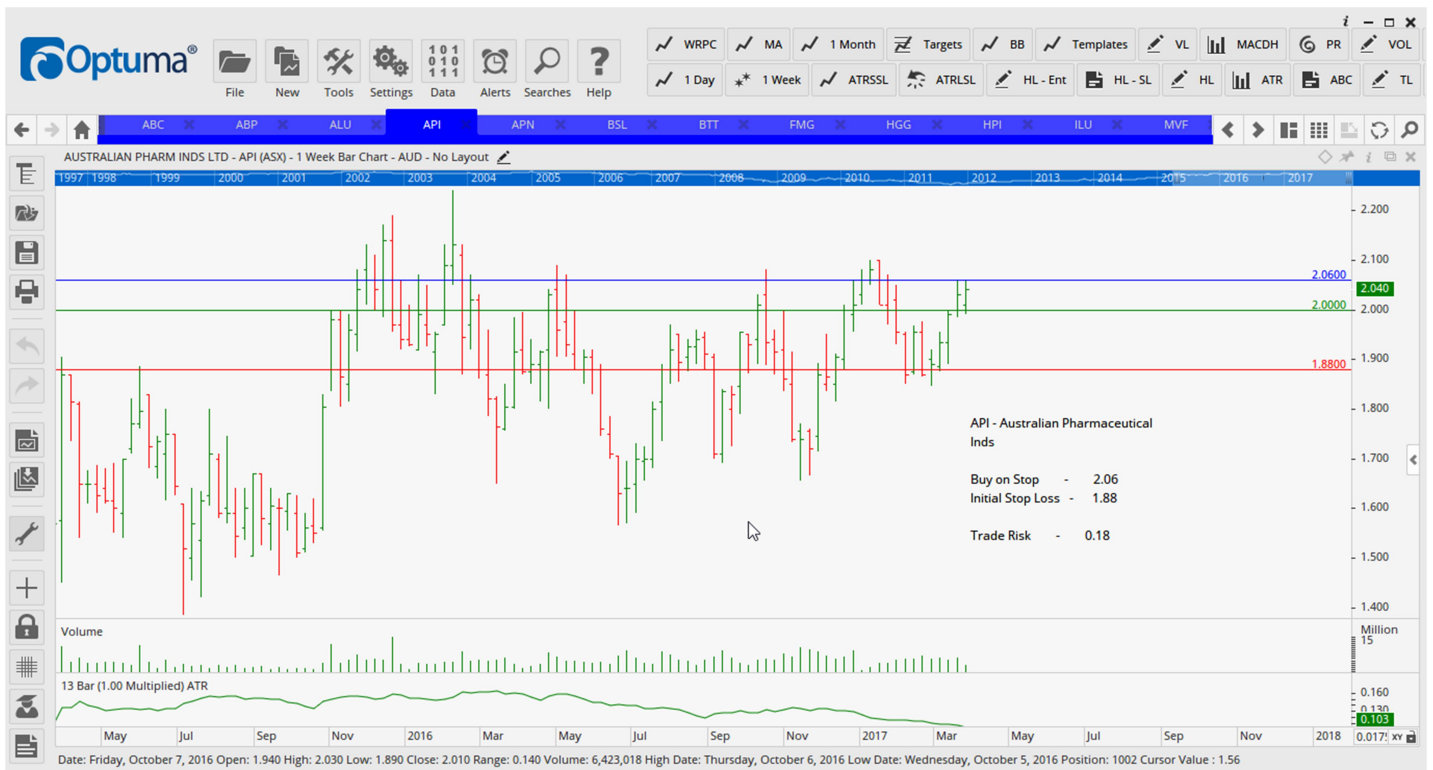 i
Optuma®
File New Tools Settings Data Alerts Searches Help
101
010
111
WRPC MA 1 Month Targets BB Templates VL MACDH PR VOL
1 Day 1 Week ATRSSL ATRLSL HL - Ent HL - SL HL ATR ABC TL
ABC ABP ALU API APN BSL BTT FMG HGG HPI ILU MVF
AUSTRALIAN PHARM INDS LTD - API (ASX) - 1 Week Bar Chart - AUD - No Layout
1997 1998 1999 2000 2001 2002 2003 2004 2005 2006 2007 2008 2009 2010 2011 2012 2013 2014 2015 2016 2017
2.200
2.100
2.0600
2.040
2.0000
2.000
1.900
1.8800
1.800
API - Australian Pharmaceutical
Inds
1.700
Buy on Stop - 2.06
Initial Stop Loss - 1.88
1.600
Trade Risk - 0.18
1.500
1.400
Volume
Million
15
13 Bar (1.00 Multiplied) ATR
0.160
0.130
0.103
May Jul Sep Nov 2016 Mar May Jul Sep Nov 2017 Mar May Jul Sep Nov 2018 XY
Date: Friday, October 7, 2016 Open: 1.940 High: 2.030 Low: 1.890 Close: 2.010 Range: 0.140 Volume: 6,423,018 High Date: Thursday, October 6, 2016 Low Date: Wednesday, October 5, 2016 Position: 1002 Cursor Value : 1.56